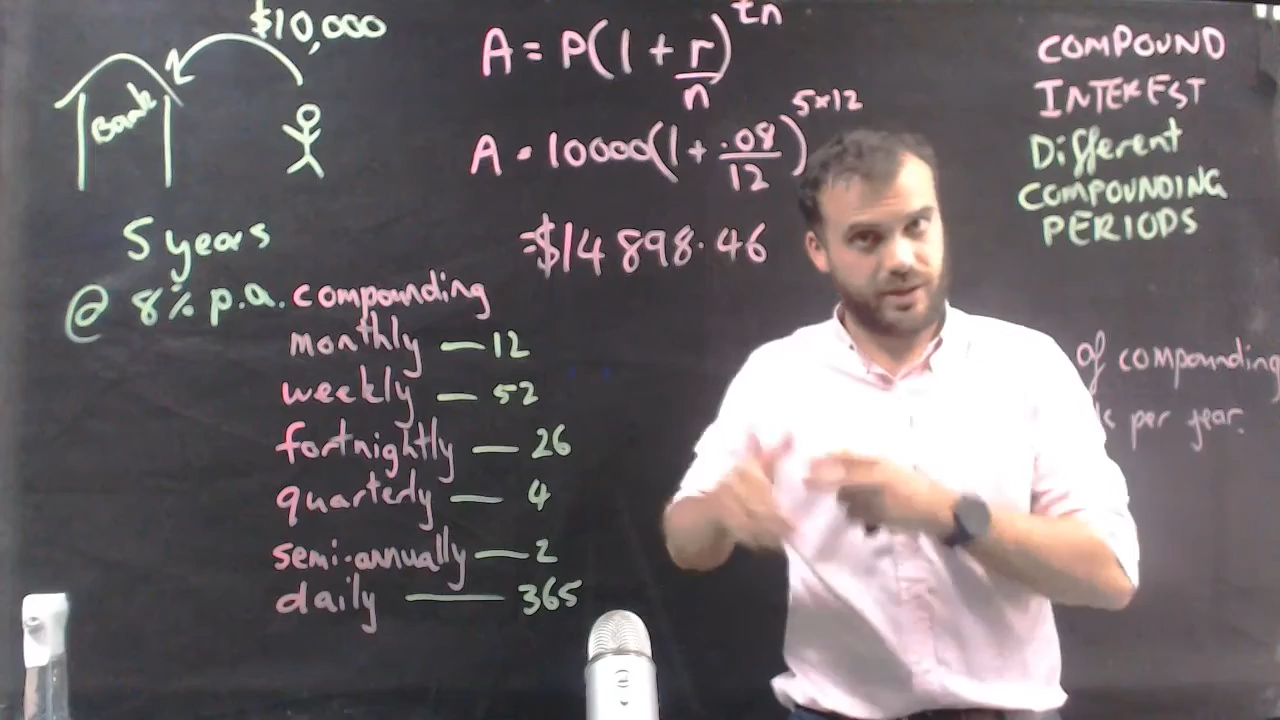 $10,000
Bank
5 years
@ 8% p.a. compounding
monthly — 12
weekly — 52
fortnightly — 26
quarterly — 4
semi-annually — 2
daily — 365
A = P(1 + r/n)^tn
A = 10000(1 + .08/12)^5×12
=$14 898.46
COMPOUND
INTEREST
Different
COMPOUNDING
PERIODS
of compounding
per year.